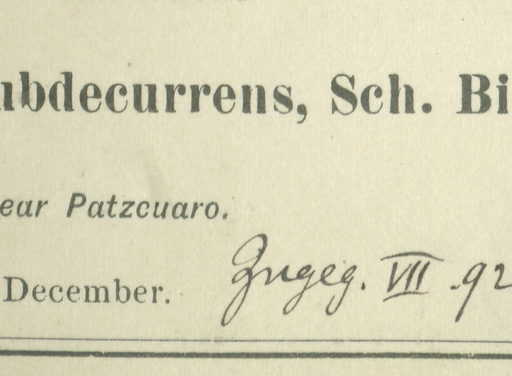 ubdecurrens, Sch. Bi
ear Patzcuaro.
December.
Zugeg. VII .92